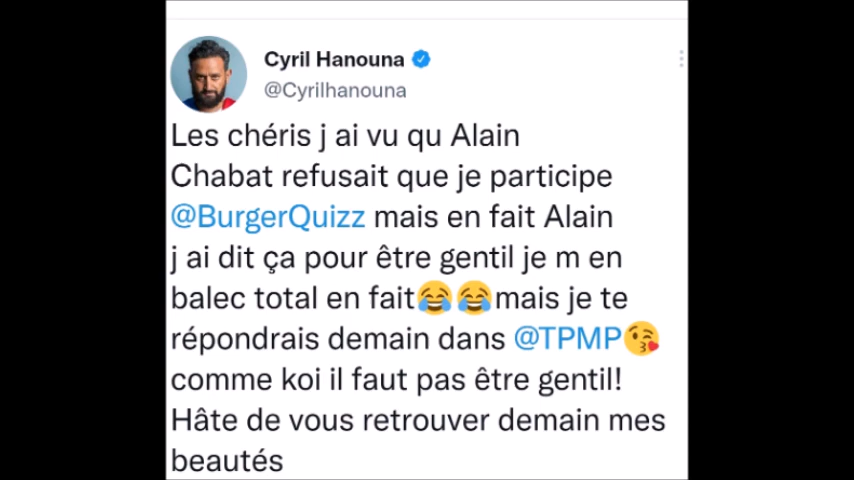 Cyril Hanouna
@Cyrilhanouna
Les chéris j ai vu qu Alain
Chabat refusait que je participe
@BurgerQuizz mais en fait Alain
j ai dit ça pour être gentil je m en
balec total en fait😂😂mais je te
répondrais demain dans @TPMP😘
comme koi il faut pas être gentil!
Hâte de vous retrouver demain mes
beautés